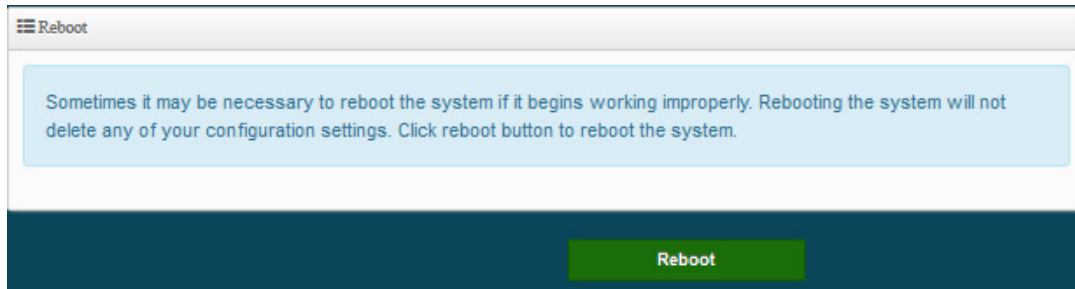 Reboot
Sometimes it may be necessary to reboot the system if it begins working improperly. Rebooting the system will not
delete any of your configuration settings. Click reboot button to reboot the system.
Reboot